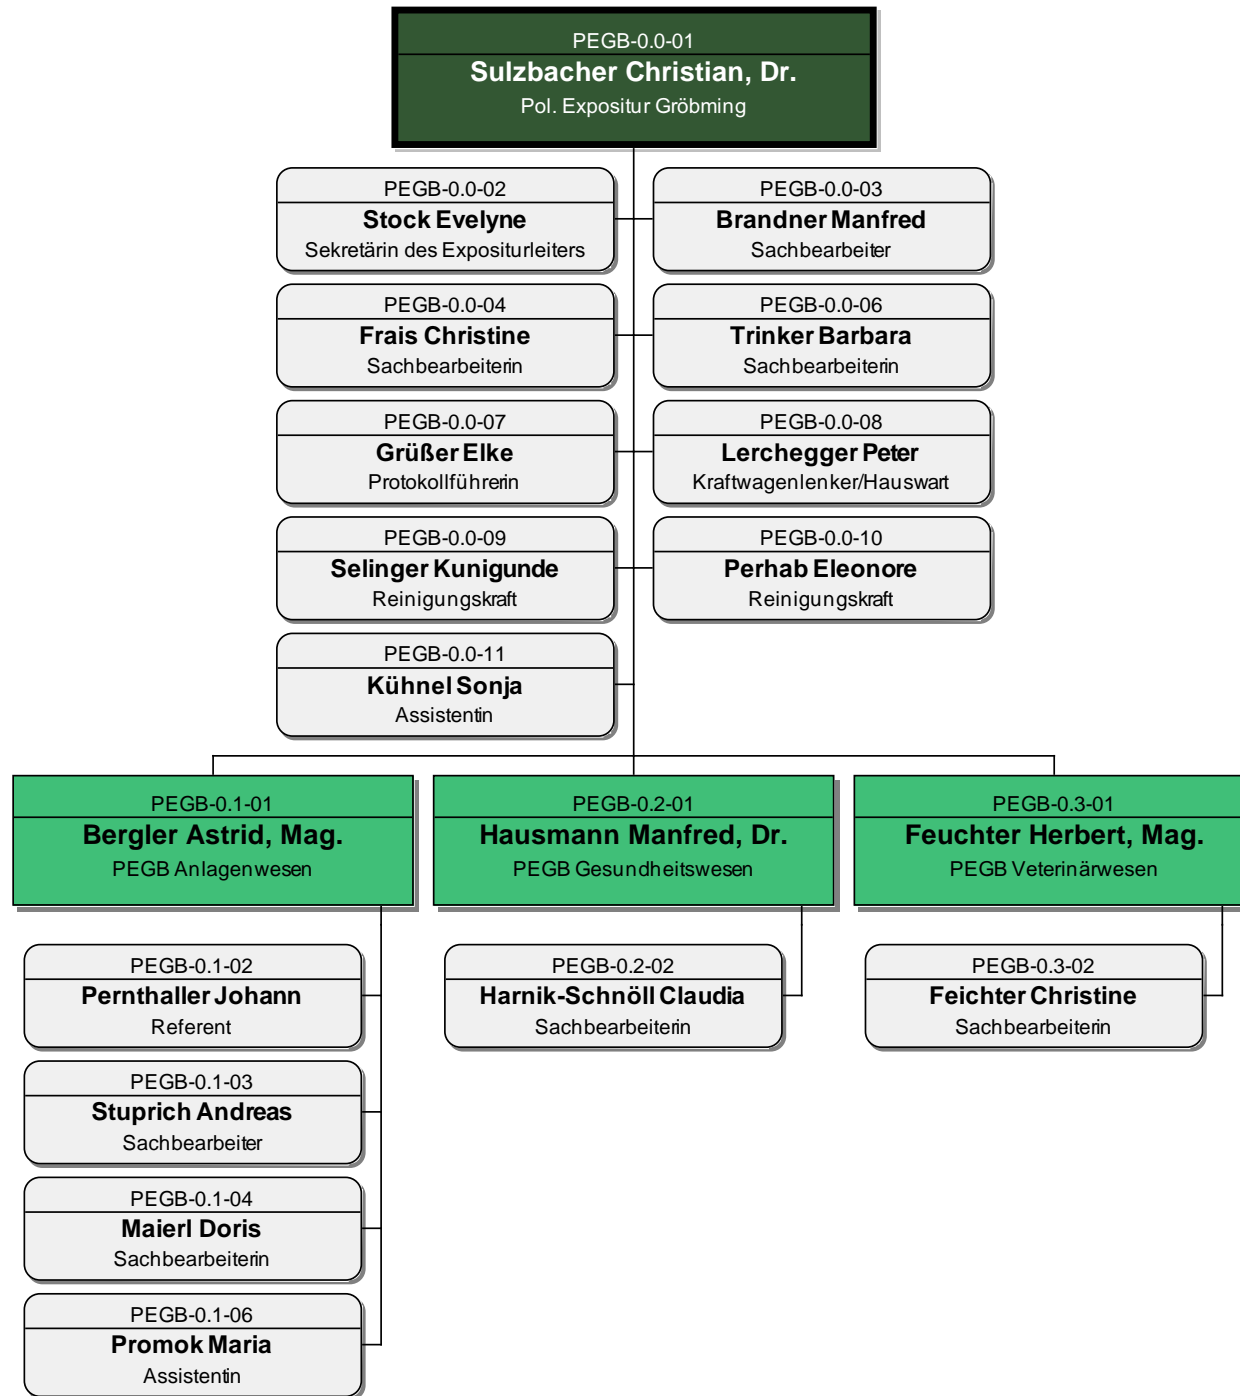 PEGB-0.0-01
Sulzbacher Christian, Dr.
Pol. Expositur Gröbming
PEGB-0.0-02
Stock Evelyne
Sekretärin des Expositurleiters
PEGB-0.0-03
Brandner Manfred
Sachbearbeiter
PEGB-0.0-04
Frais Christine
Sachbearbeiterin
PEGB-0.0-06
Trinker Barbara
Sachbearbeiterin
PEGB-0.0-07
Grüßer Elke
Protokollführerin
PEGB-0.0-08
Lerchegger Peter
Kraftwagenlenker/Hauswart
PEGB-0.0-09
Selinger Kunigunde
Reinigungskraft
PEGB-0.0-10
Perhab Eleonore
Reinigungskraft
PEGB-0.0-11
Kühnel Sonja
Assistentin
PEGB-0.1-01
Bergler Astrid, Mag.
PEGB Anlagenwesen
PEGB-0.2-01
Hausmann Manfred, Dr.
PEGB Gesundheitswesen
PEGB-0.3-01
Feuchter Herbert, Mag.
PEGB Veterinärwesen
PEGB-0.1-02
Pernthaller Johann
Referent
PEGB-0.2-02
Harnik-Schnöll Claudia
Sachbearbeiterin
PEGB-0.3-02
Feichter Christine
Sachbearbeiterin
PEGB-0.1-03
Stuprich Andreas
Sachbearbeiter
PEGB-0.1-04
Maierl Doris
Sachbearbeiterin
PEGB-0.1-06
Promok Maria
Assistentin